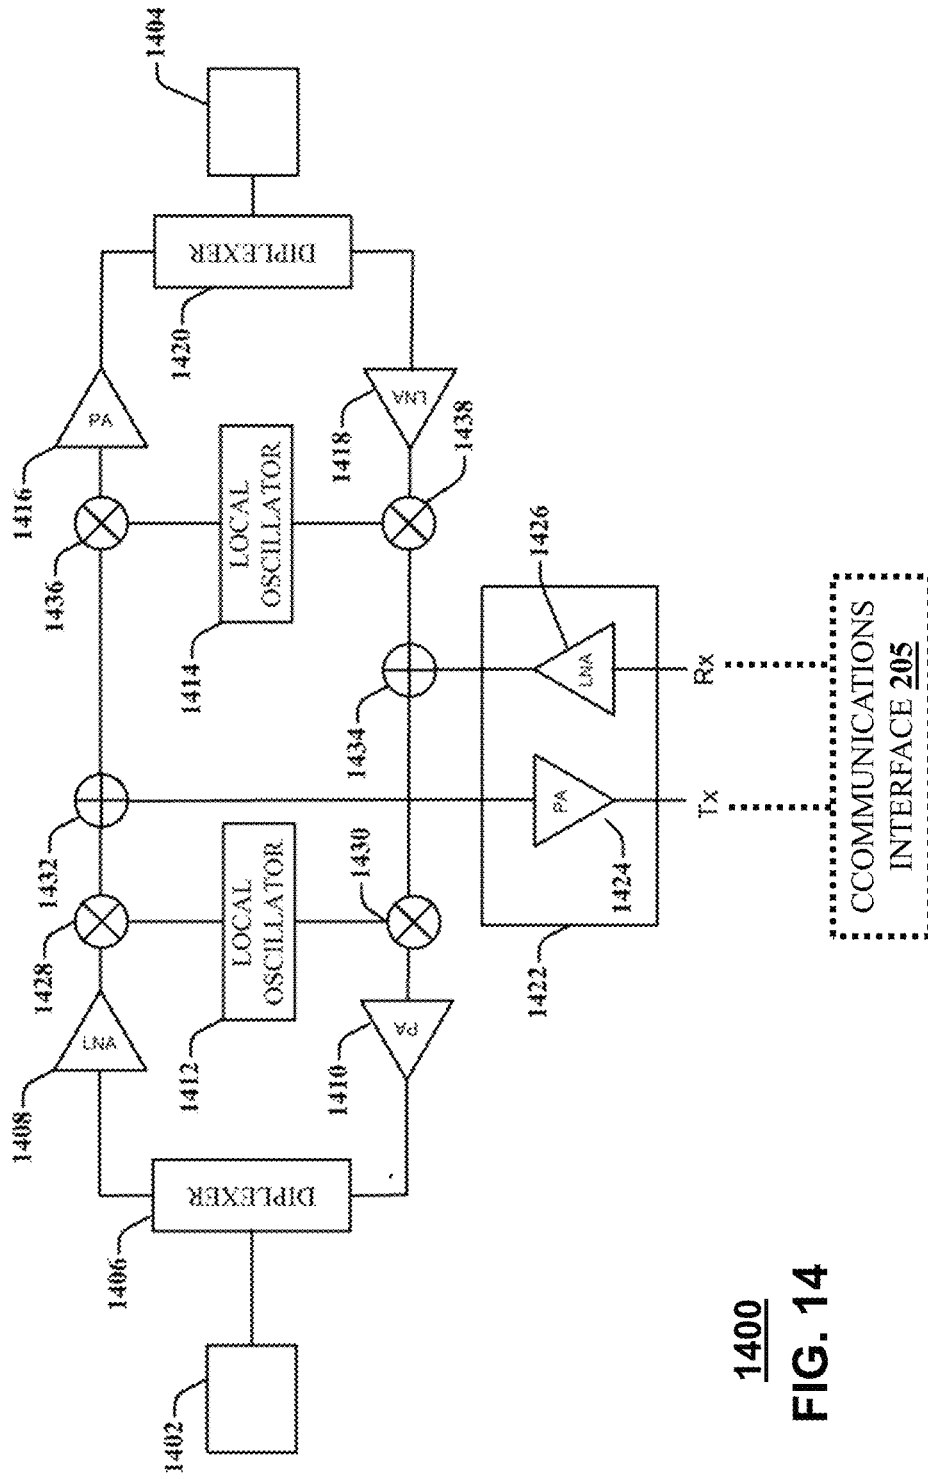 1408
1416
1428
1432
1436
LNA
PA
1406
1404
1402
1420
1412
1414
DIPLEXER
LOCAL
OSCILLATOR
LOCAL
OSCILLATOR
DIPLEXER
1410
1418
1430
1434
PA
LNA
1438
1422
1426
PA
LNA
1424
Tx
Rx
1400
FIG. 14
CCOMMUNICATIONS
INTERFACE 205